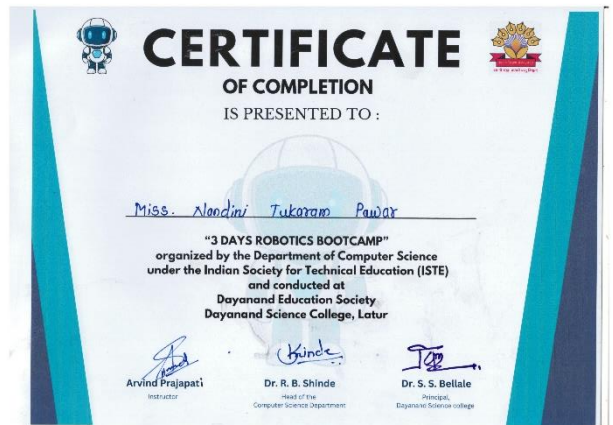 CERTIFICATE
OF COMPLETION
IS PRESENTED TO :
Miss. Nandini Tukaram Pawar
“3 DAYS ROBOTICS BOOTCAMP”
organized by the Department of Computer Science
under the Indian Society for Technical Education (ISTE)
and conducted at
Dayanand Education Society
Dayanand Science College, Latur
Shinde
Arvind Prajapati
Instructor
Dr. R. B. Shinde
Head of the
Computer Science Department
Dr. S. S. Bellale
Principal,
Dayanand Science college